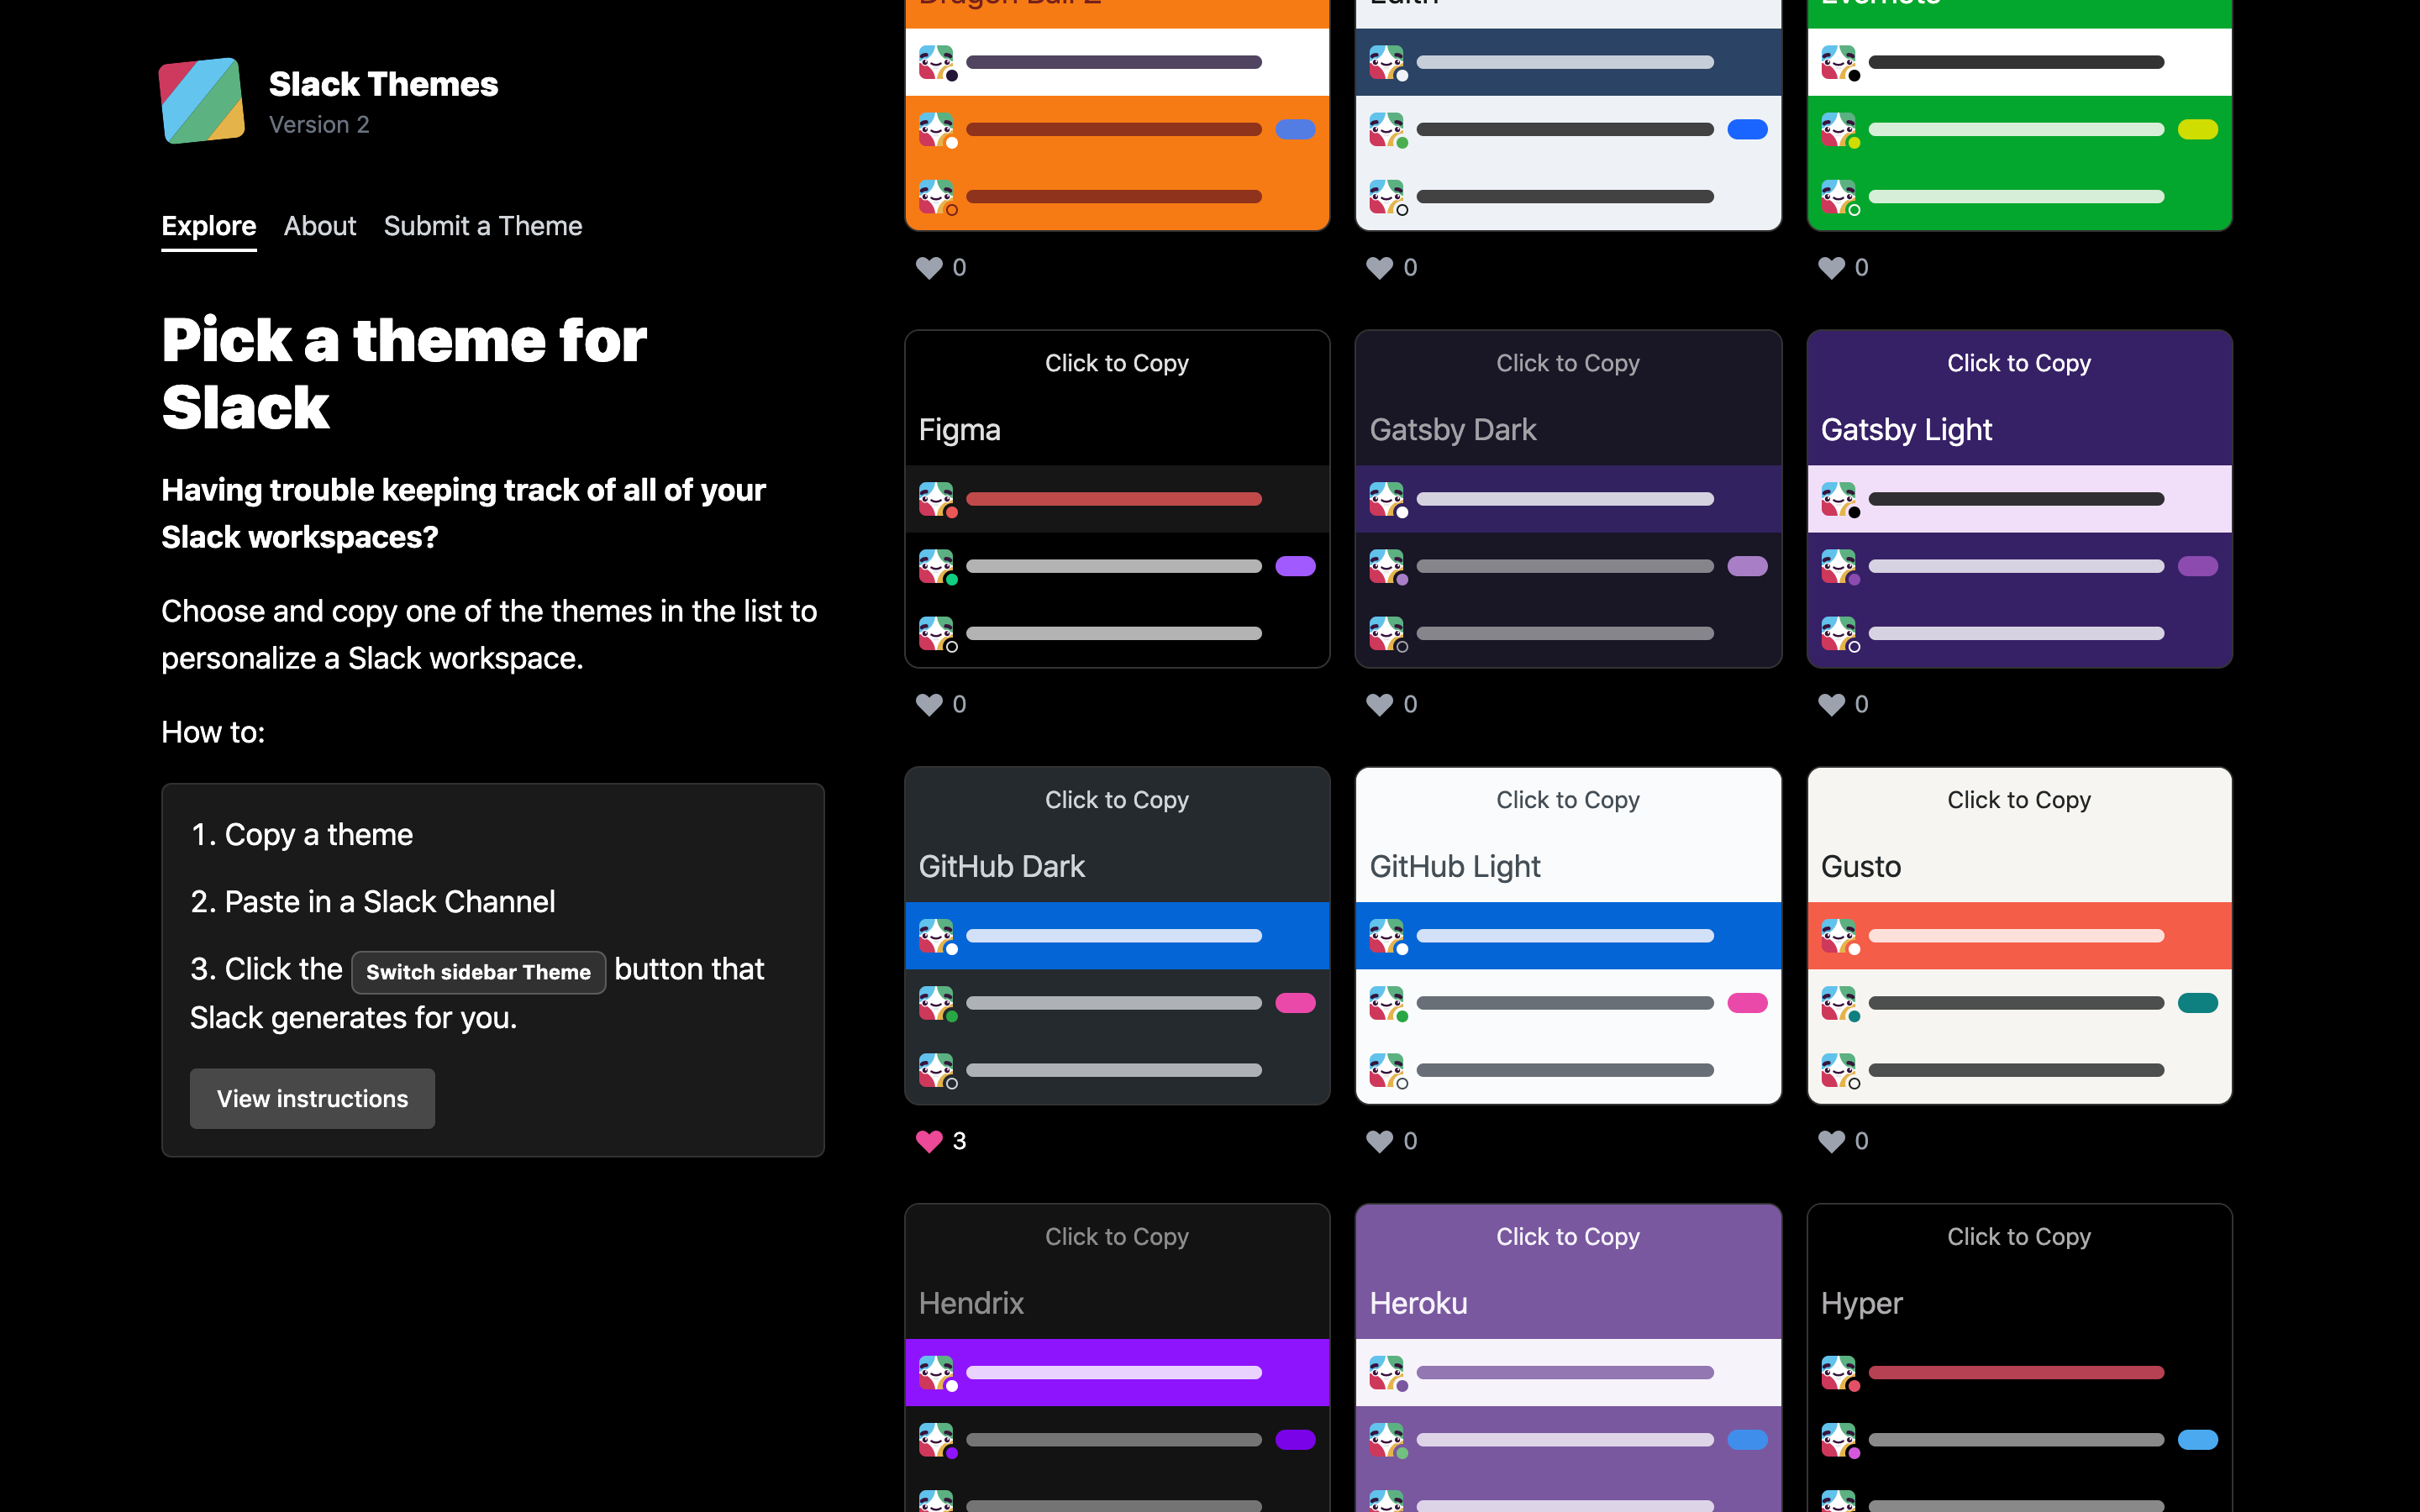 Slack Themes
Version 2
Explore About Submit a Theme
Pick a theme for
Slack
Having trouble keeping track of all of your
Slack workspaces?
Choose and copy one of the themes in the list to
personalize a Slack workspace.
How to:
1. Copy a theme
2. Paste in a Slack Channel
3. Click the Switch sidebar Theme button that
Slack generates for you.
View instructions
0
0
0
Click to Copy
Figma
0
Click to Copy
Gatsby Dark
0
Click to Copy
Gatsby Light
0
Click to Copy
GitHub Dark
3
Click to Copy
GitHub Light
0
Click to Copy
Gusto
0
Click to Copy
Hendrix
Click to Copy
Heroku
Click to Copy
Hyper